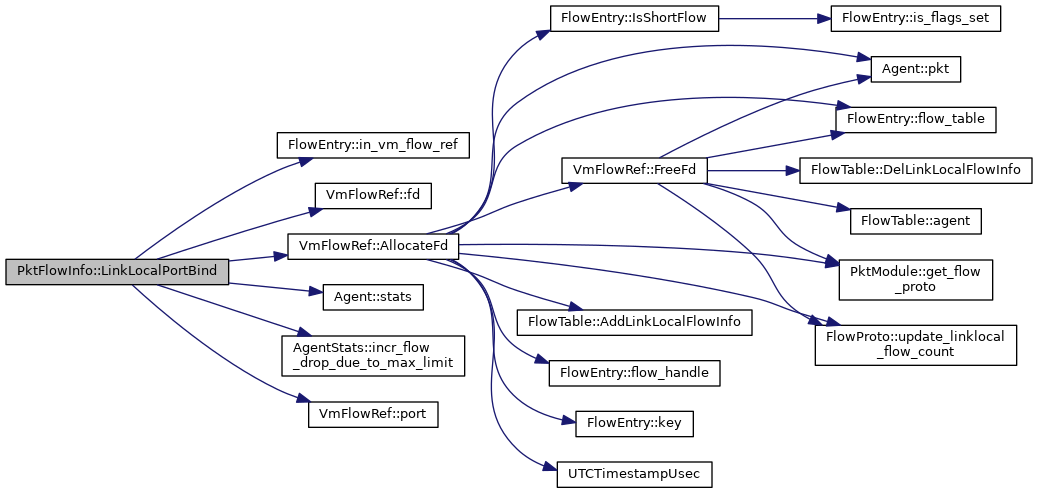 PktFlowInfo::LinkLocalPortBind
FlowEntry::in_vm_flow_ref
VmFlowRef::fd
VmFlowRef::AllocateFd
Agent::stats
AgentStats::incr_flow
_drop_due_to_max_limit
VmFlowRef::port
FlowEntry::IsShortFlow
VmFlowRef::FreeFd
FlowTable::AddLinkLocalFlowInfo
FlowEntry::flow_handle
FlowEntry::key
UTCTimestampUsec
FlowEntry::is_flags_set
Agent::pkt
FlowEntry::flow_table
FlowTable::DelLinkLocalFlowInfo
FlowTable::agent
PktModule::get_flow
_proto
FlowProto::update_linklocal
_flow_count